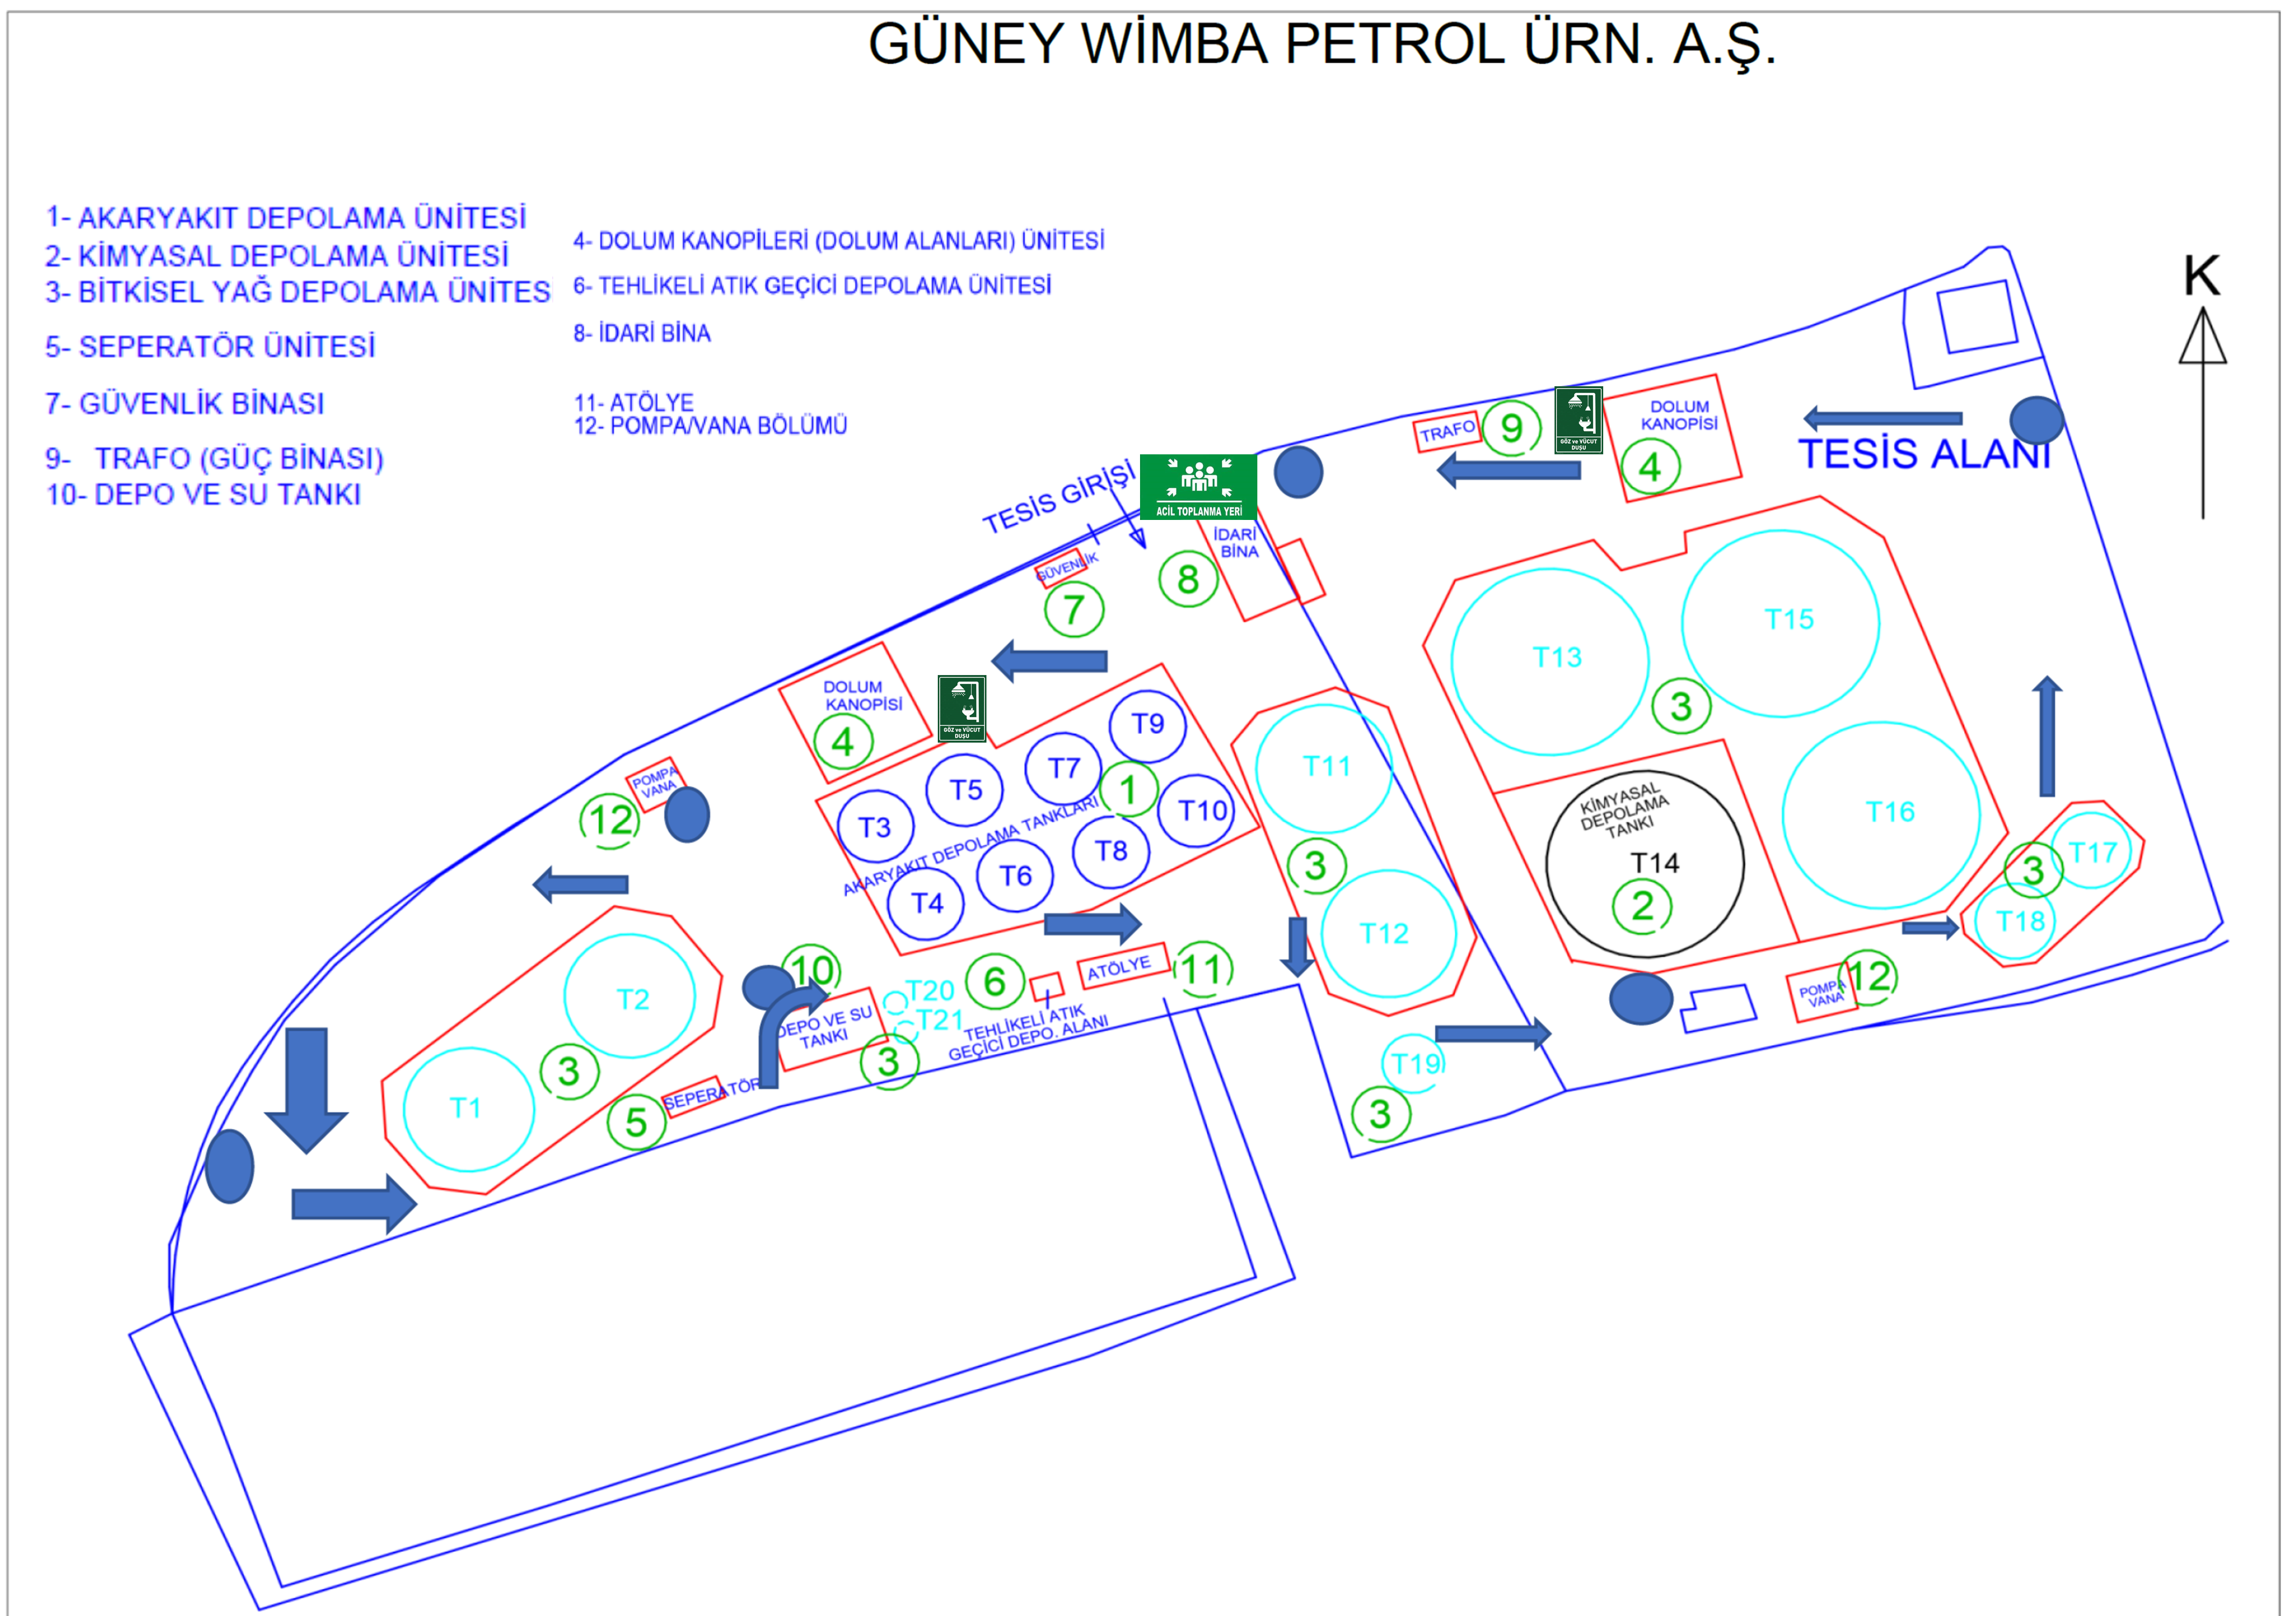 GÜNEY WİMBA PETROL ÜRN. A.Ş.
1- AKARYAKIT DEPOLAMA ÜNİTESİ
2- KİMYASAL DEPOLAMA ÜNİTESİ
3- BİTKİSEL YAĞ DEPOLAMA ÜNİTES
5- SEPERATÖR ÜNİTESİ
7- GÜVENLİK BİNASI
9- TRAFO (GÜÇ BİNASI)
10- DEPO VE SU TANKI
4- DOLUM KANOPİLERİ (DOLUM ALANLARI) ÜNİTESİ
6- TEHLİKELİ ATIK GEÇİCİ DEPOLAMA ÜNİTESİ
8- İDARİ BİNA
11- ATÖLYE
12- POMPA/VANA BÖLÜMÜ
K
TESİS ALANI
DOLUM
KANOPİSİ
4
GÖZ ve VÜCUT
DUŞU
TRAFO
9
TESİS GİRİŞİ
ACİL TOPLANMA YERİ
İDARİ
BİNA
8
GÜVENLİK
7
DOLUM
KANOPİSİ
4
GÖZ ve VÜCUT
DUŞU
POMPA
VANA
12
T9
T7
T5
T3
1
T10
T8
T6
T4
AKARYAKIT DEPOLAMA TANKLARI
T11
3
T12
T13
T15
3
T16
KİMYASAL
DEPOLAMA
TANKI
T14
2
T17
3
T18
POMPA
VANA
12
T2
3
T1
5
SEPERATÖR
10
DEPO VE SU
TANKI
T20
T21
3
6
TEHLİKELİ ATIK
GEÇİCİ DEPO. ALANI
ATÖLYE
11
T19
3